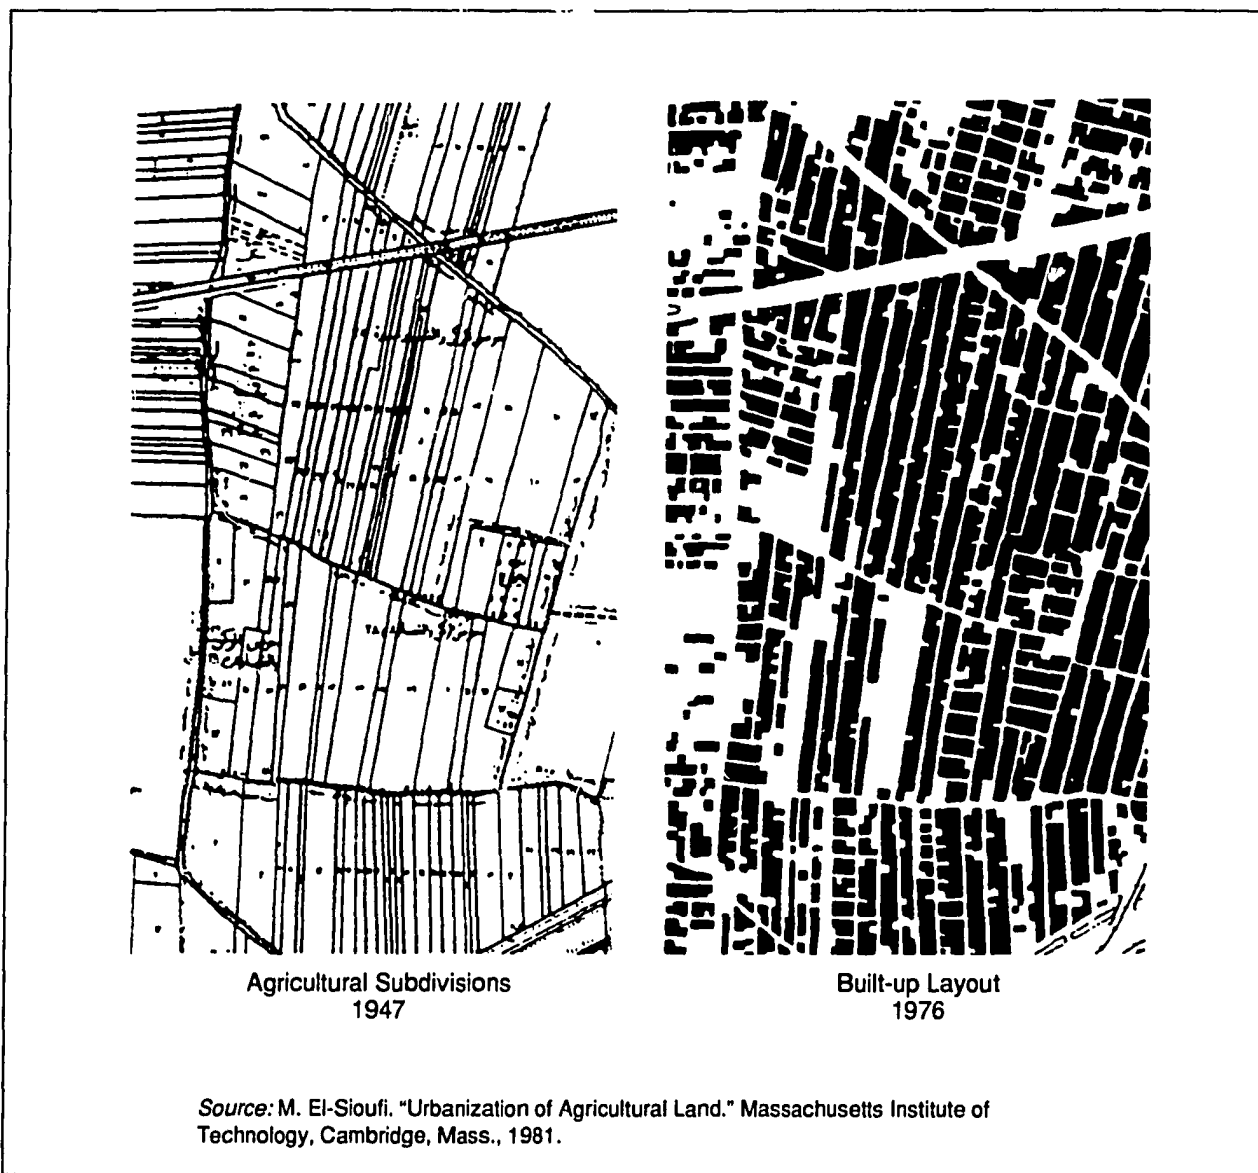 Agricultural Subdivisions
1947
Built-up Layout
1976
Source: M. El-Sioufi. “Urbanization of Agricultural Land.” Massachusetts Institute of
Technology, Cambridge, Mass., 1981.